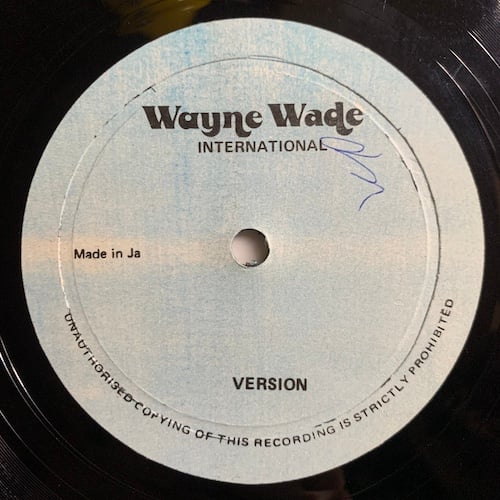 Wayne Wade
INTERNATIONAL
Made in Ja
VERSION
UNAUTHORISED COPYING OF THIS RECORDING IS STRICTLY PROHIBITED